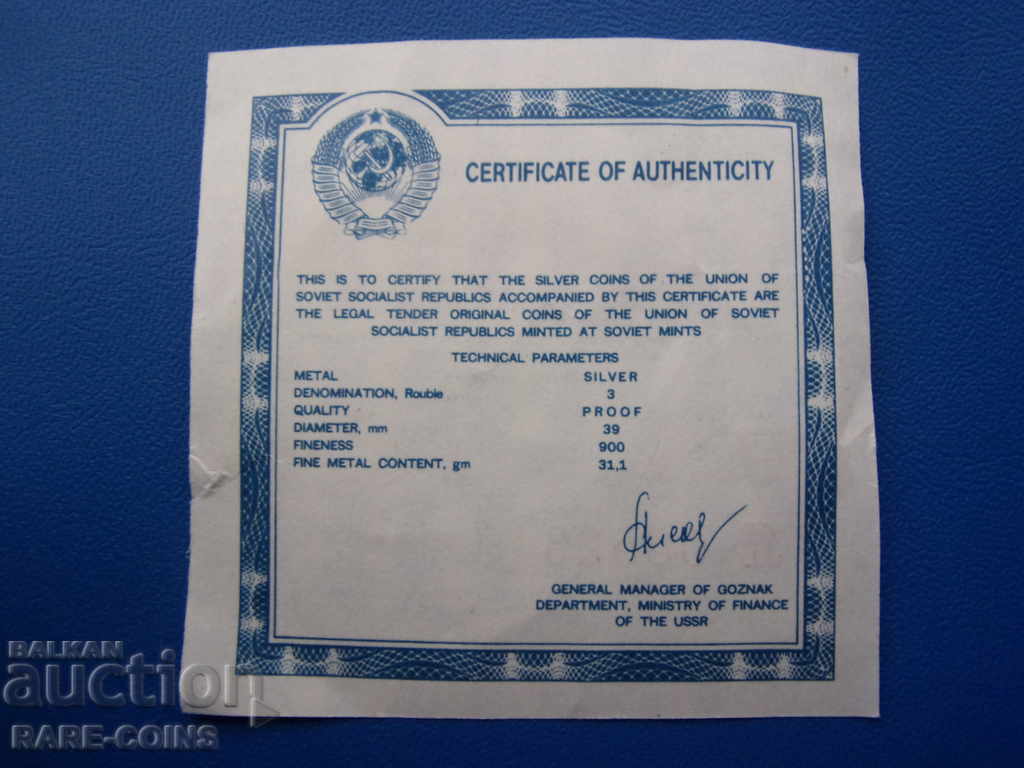 CERTIFICATE OF AUTHENTICITY
THIS IS TO CERTIFY THAT THE SILVER COINS OF THE UNION OF
SOVIET SOCIALIST REPUBLICS ACCOMPANIED BY THIS CERTIFICATE ARE
THE LEGAL TENDER ORIGINAL COINS OF THE UNION OF SOVIET
SOCIALIST REPUBLICS MINTED AT SOVIET MINTS
TECHNICAL PARAMETERS
METAL SILVER
DENOMINATION, Rouble 3
QUALITY PROOF
DIAMETER, mm 39
FINENESS 900
FINE METAL CONTENT, gm 31,1
GENERAL MANAGER OF GOZNAK
DEPARTMENT, MINISTRY OF FINANCE
OF THE USSR
BALKAN
auction
RARE-COINS